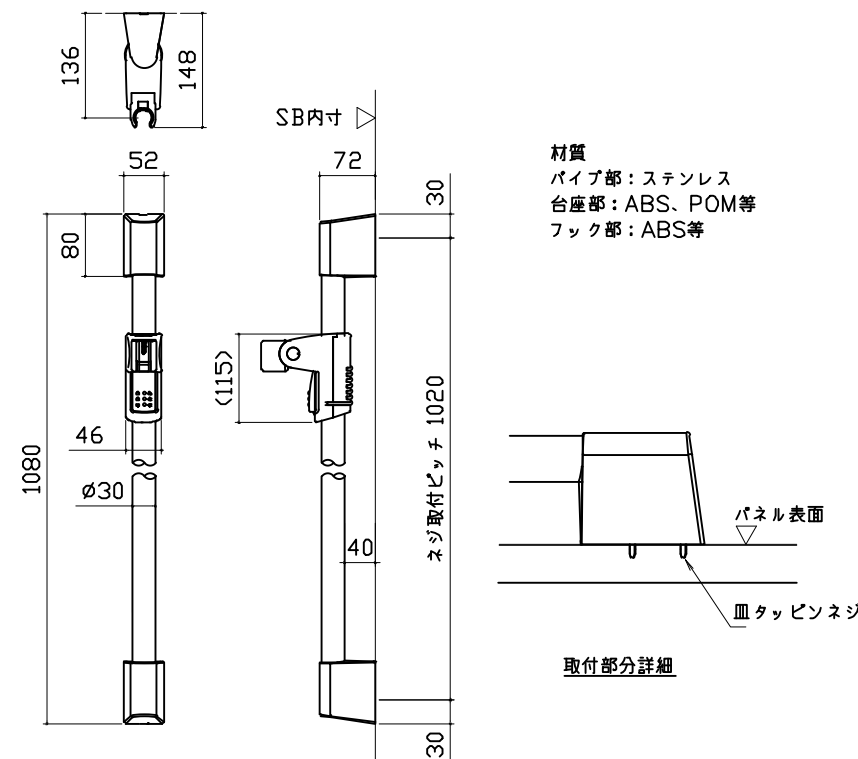 136
148
SB内寸
52
72
30
材質
パイプ部：ステンレス
台座部：ABS、POM等
フック部：ABS等
80
(115)
46
1080
ø30
40
ネジ取付ピッチ 1020
パネル表面
皿タッピンネジ
取付部分詳細
30